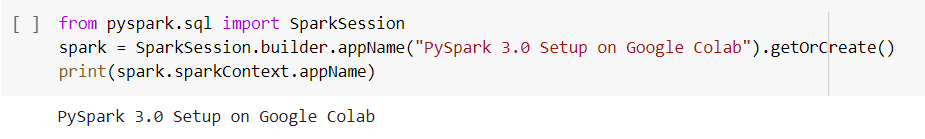 [ ] from pyspark.sql import SparkSession
spark = SparkSession.builder.appName("PySpark 3.0 Setup on Google Colab").getOrCreate()
print(spark.sparkContext.appName)
PySpark 3.0 Setup on Google Colab